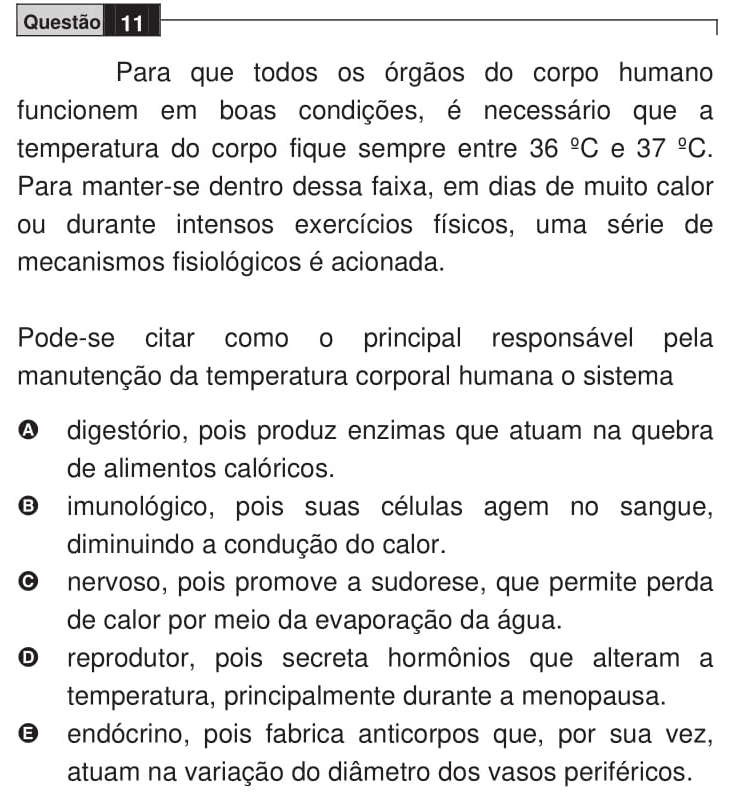 Questão 11
Para que todos os órgãos do corpo humano
funcionem em boas condições, é necessário que a
temperatura do corpo fique sempre entre 36 ºC e 37 ºC.
Para manter-se dentro dessa faixa, em dias de muito calor
ou durante intensos exercícios físicos, uma série de
mecanismos fisiológicos é acionada.
Pode-se citar como o principal responsável pela
manutenção da temperatura corporal humana o sistema
A digestório, pois produz enzimas que atuam na quebra
de alimentos calóricos.
B imunológico, pois suas células agem no sangue,
diminuindo a condução do calor.
C nervoso, pois promove a sudorese, que permite perda
de calor por meio da evaporação da água.
D reprodutor, pois secreta hormônios que alteram a
temperatura, principalmente durante a menopausa.
E endócrino, pois fabrica anticorpos que, por sua vez,
atuam na variação do diâmetro dos vasos periféricos.